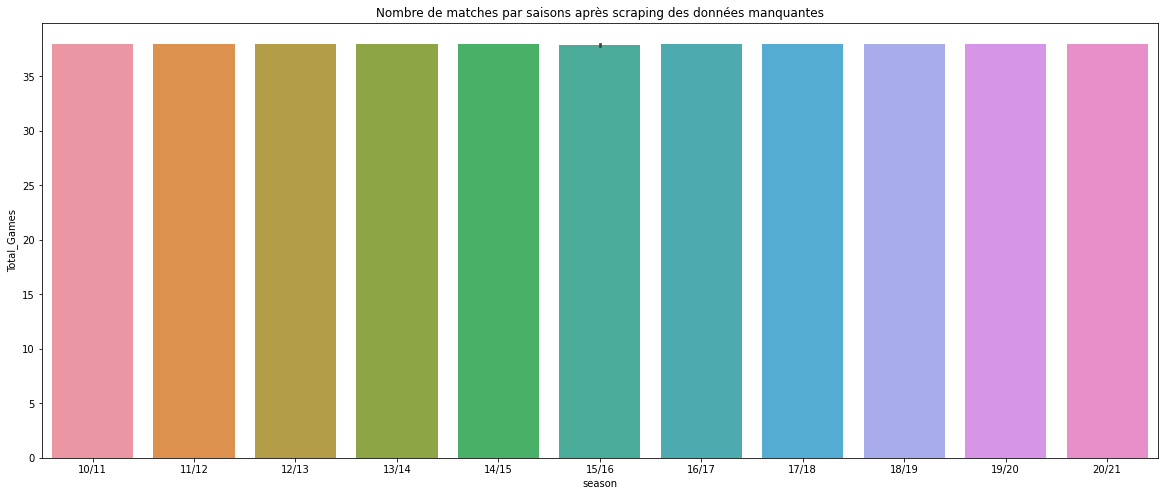 Nombre de matches par saisons après scraping des données manquantes
Total_Games
35
30
25
20
15
10
5
0
10/11 11/12 12/13 13/14 14/15 15/16 16/17 17/18 18/19 19/20 20/21
season